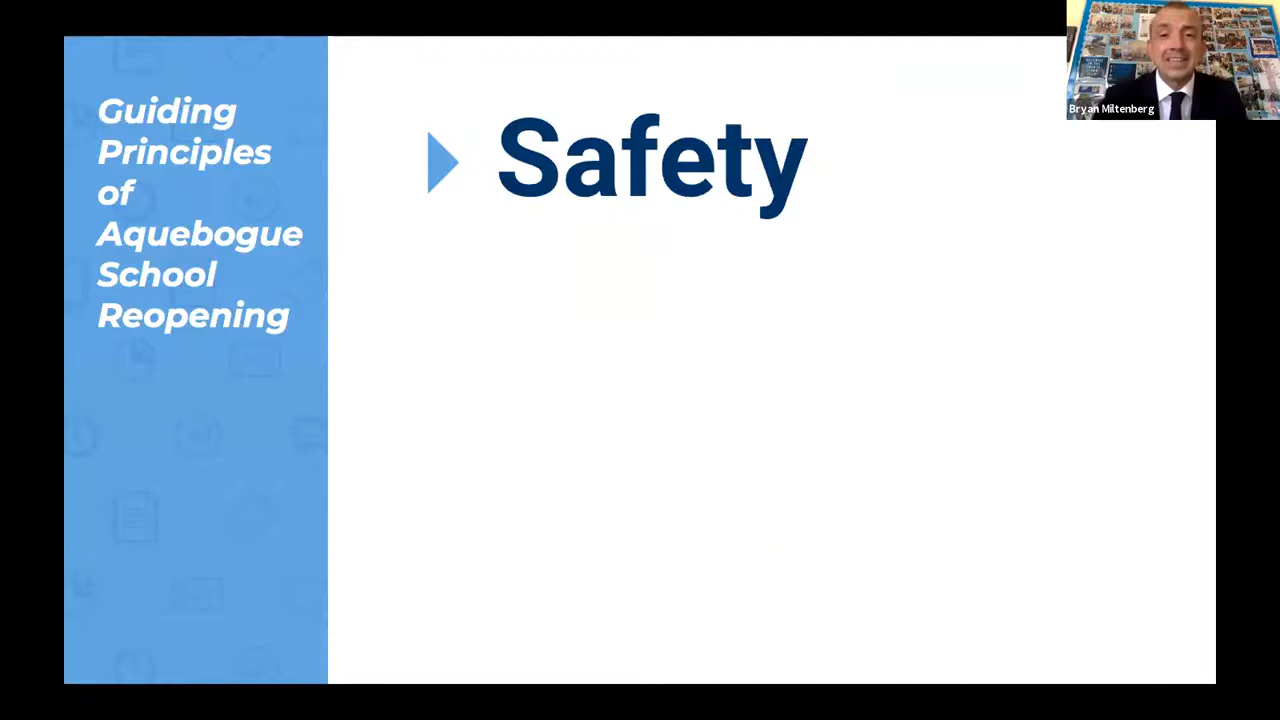 Guiding
Principles
of
Aquebogue
School
Reopening
Safety
Bryan Miltenberg